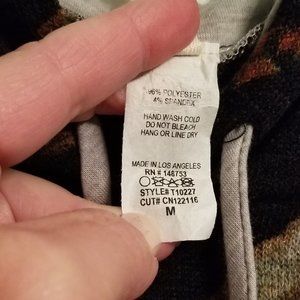 96% POLYESTER
4% SPANDEX
HAND WASH COLD
DO NOT BLEACH
HANG OR LINE DRY
MADE IN LOS ANGELES
RN # 148753
STYLE# T10227
CUT# CN122116
M